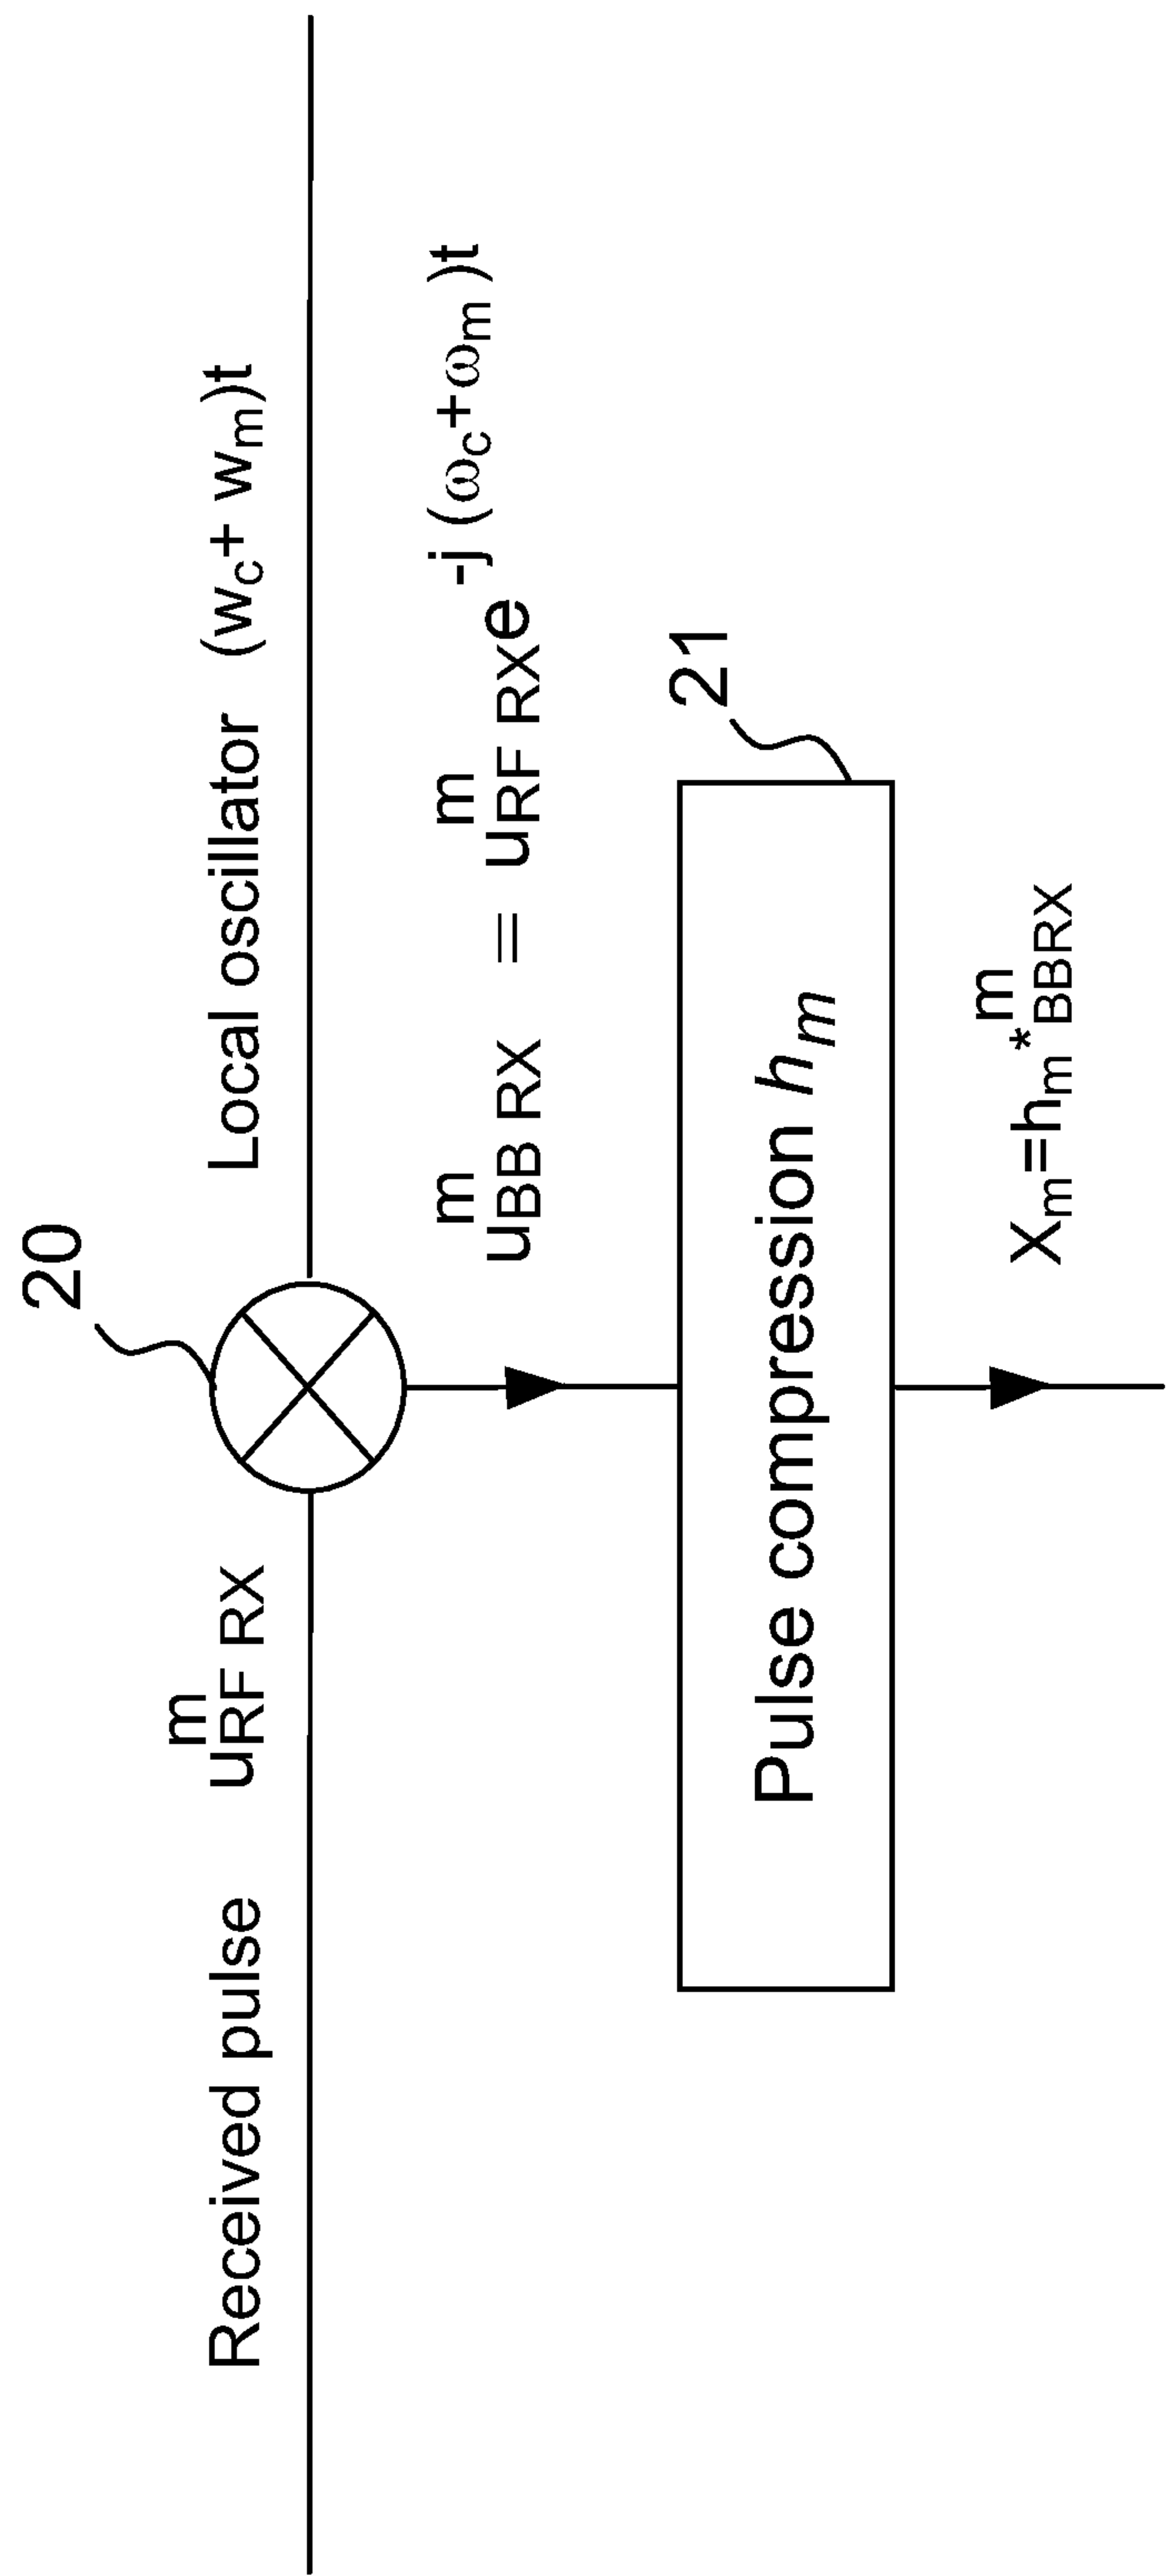 20
Received pulse u^m_RF RX Local oscillator (w_c + w_m)t
u^m_BB RX = u^m_RF RX e^-j (ω_c+ω_m)t
21
Pulse compression h_m
X_m=h_m*^m_BBRX